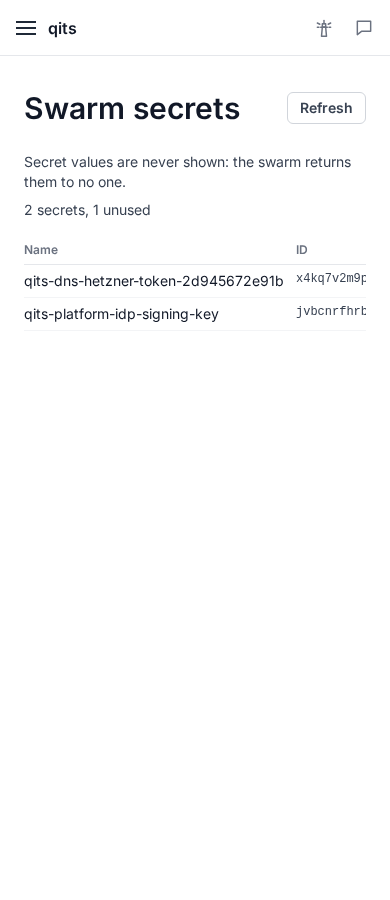 qits
Swarm secrets
Refresh
Secret values are never shown: the swarm returns
them to no one.
2 secrets, 1 unused
Name ID
qits-dns-hetzner-token-2d945672e91b x4kq7v2m9p
qits-platform-idp-signing-key jvbcnrfhrb